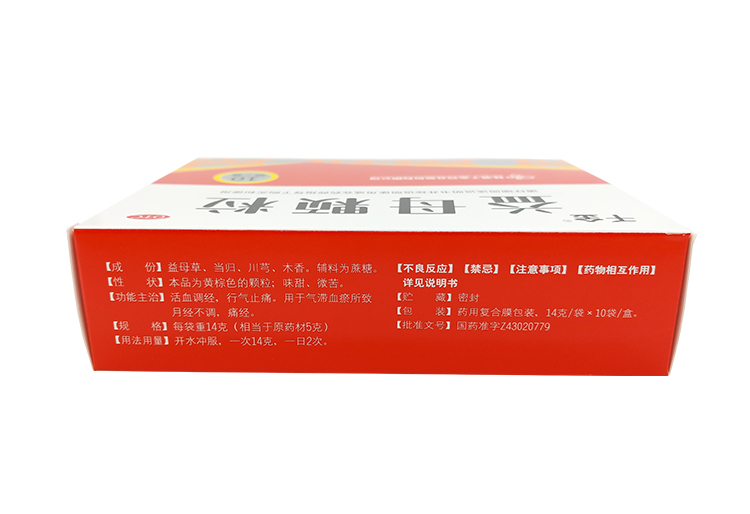 千金
益母颗粒
OTC
【成 份】益母草、当归、川芎、木香。辅料为蔗糖。
【性 状】本品为黄棕色的颗粒；味甜、微苦。
【功能主治】活血调经，行气止痛。用于气滞血瘀所致
月经不调，痛经。
【规 格】每袋重14克（相当于原药材5克）
【用法用量】开水冲服，一次14克，一日2次。
【不良反应】【禁忌】【注意事项】【药物相互作用】
详见说明书
【贮 藏】密封
【包 装】药用复合膜包装，14克/袋×10袋/盒。
【批准文号】国药准字Z43020779